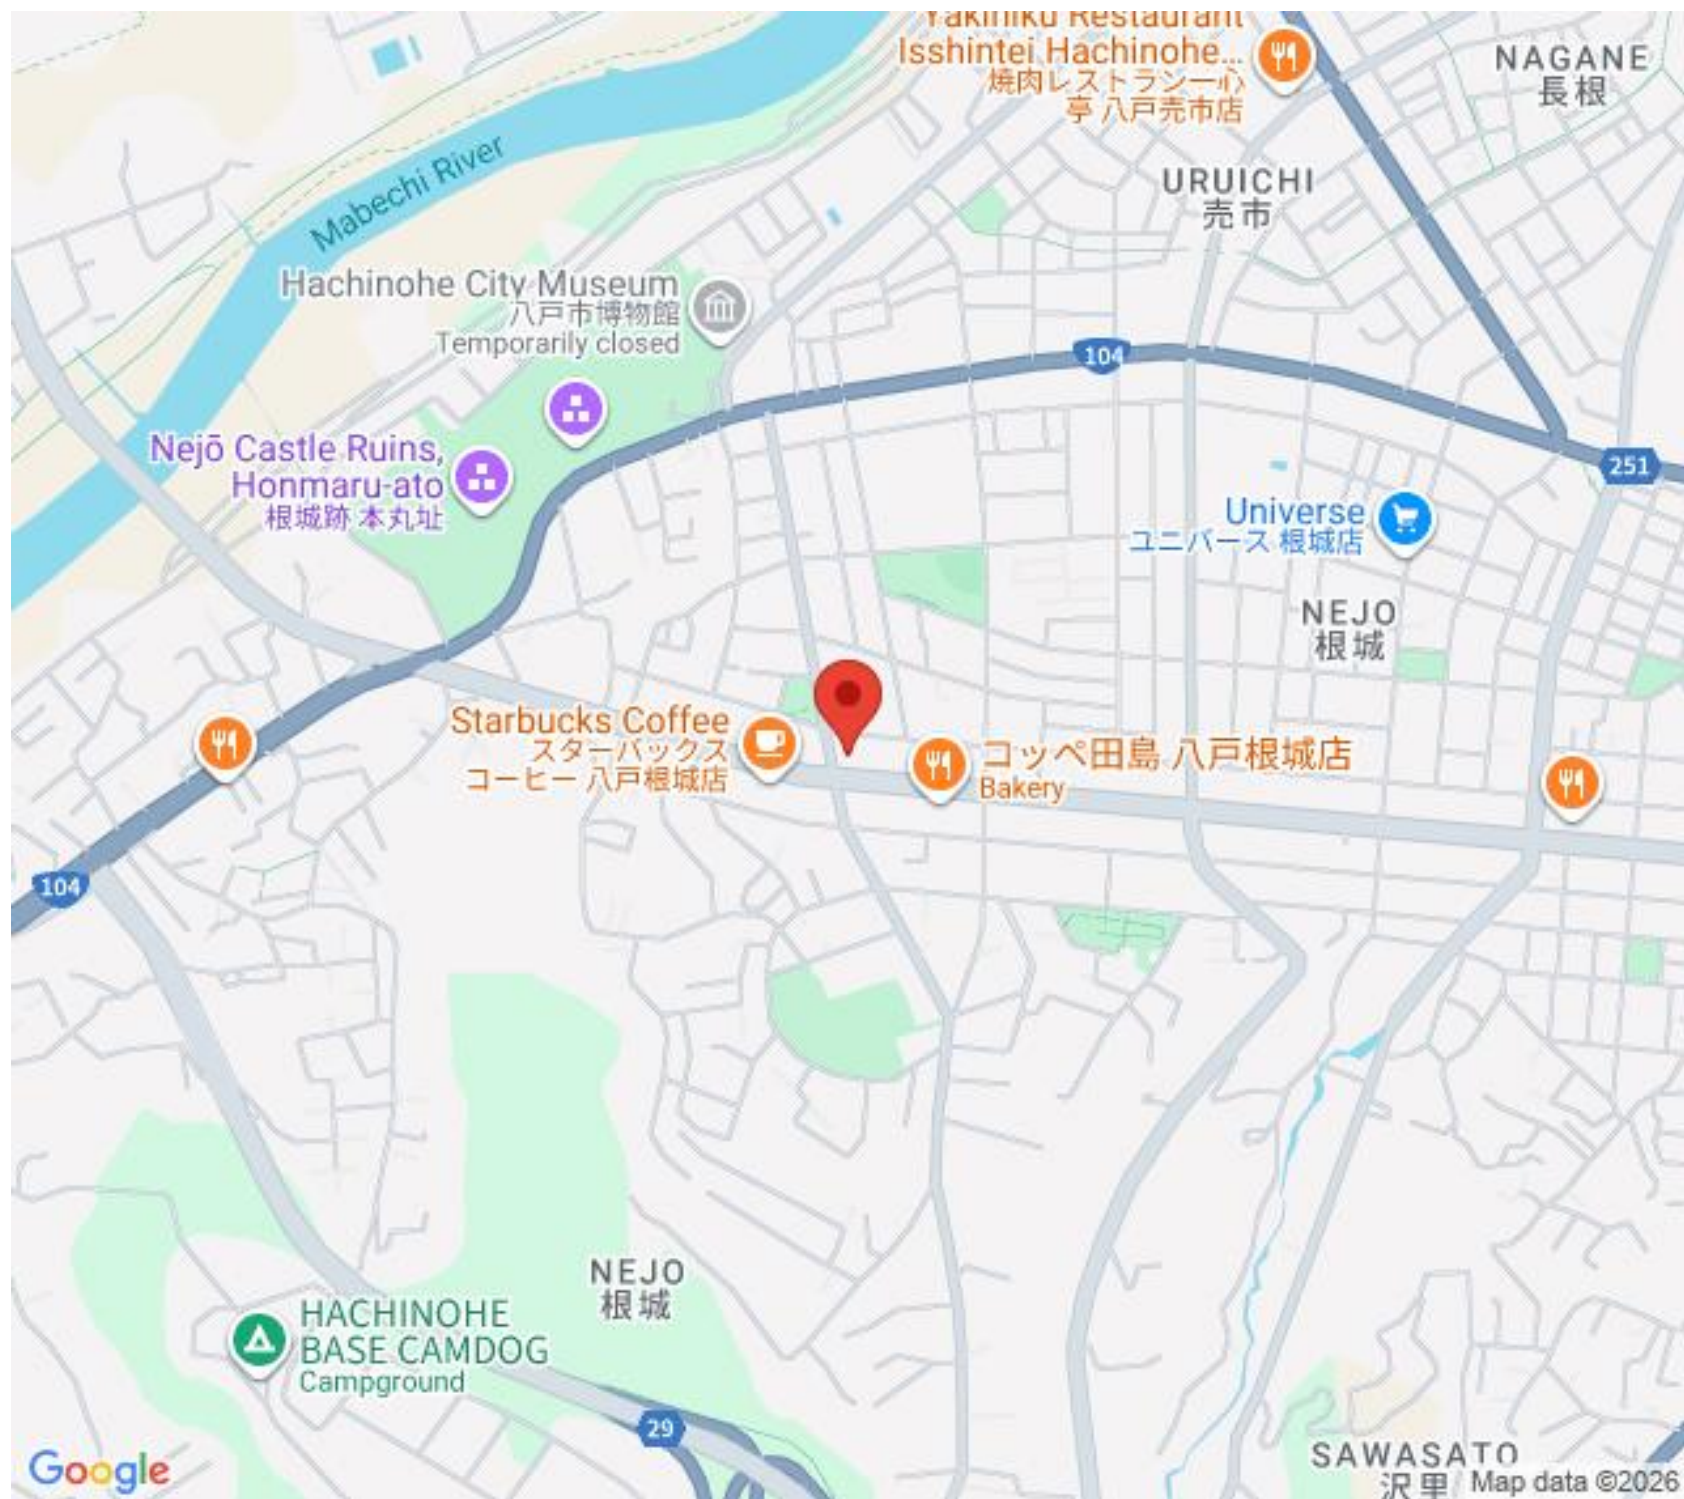 Yakiniku Restaurant
Isshintei Hachinohe...
焼肉レストラン一心
亭 八戸売市店
NAGANE
長根
Mabechi River
URUICHI
売市
Hachinohe City Museum
八戸市博物館
Temporarily closed
104
Nejō Castle Ruins,
Honmaru-ato
根城跡 本丸址
251
Universe
ユニバース 根城店
NEJO
根城
Starbucks Coffee
スターバックス
コーヒー 八戸根城店
コッペ田島 八戸根城店
Bakery
104
NEJO
根城
HACHINOHE
BASE CAMDOG
Campground
29
SAWASATO
沢里
Google
Map data ©2026